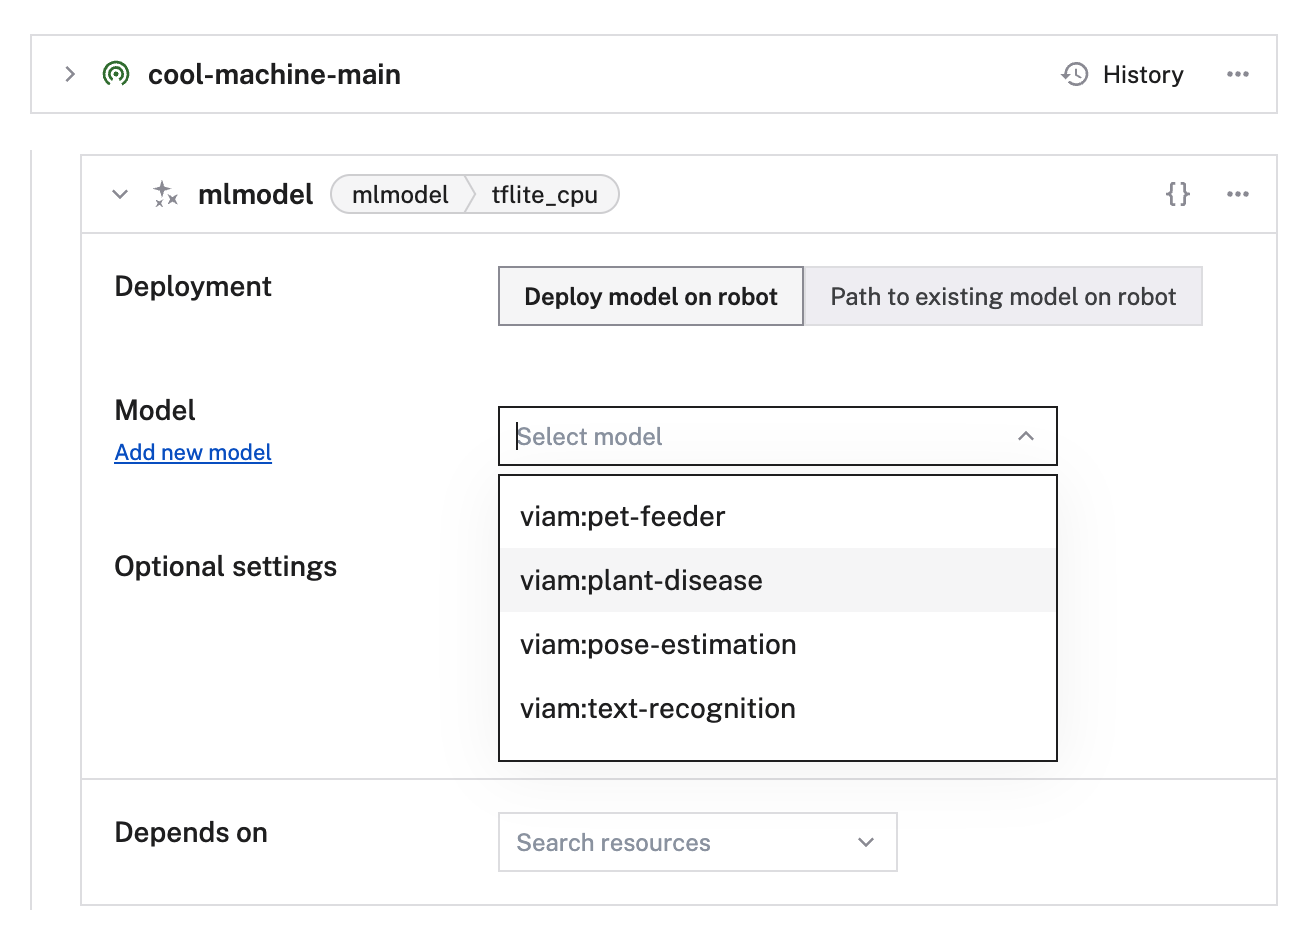 cool-machine-main History
mlmodel mlmodel tflite_cpu {}
Deployment Deploy model on robot Path to existing model on robot
Model
Add new model
Select model
viam:pet-feeder
viam:plant-disease
Optional settings
viam:pose-estimation
viam:text-recognition
Depends on Search resources